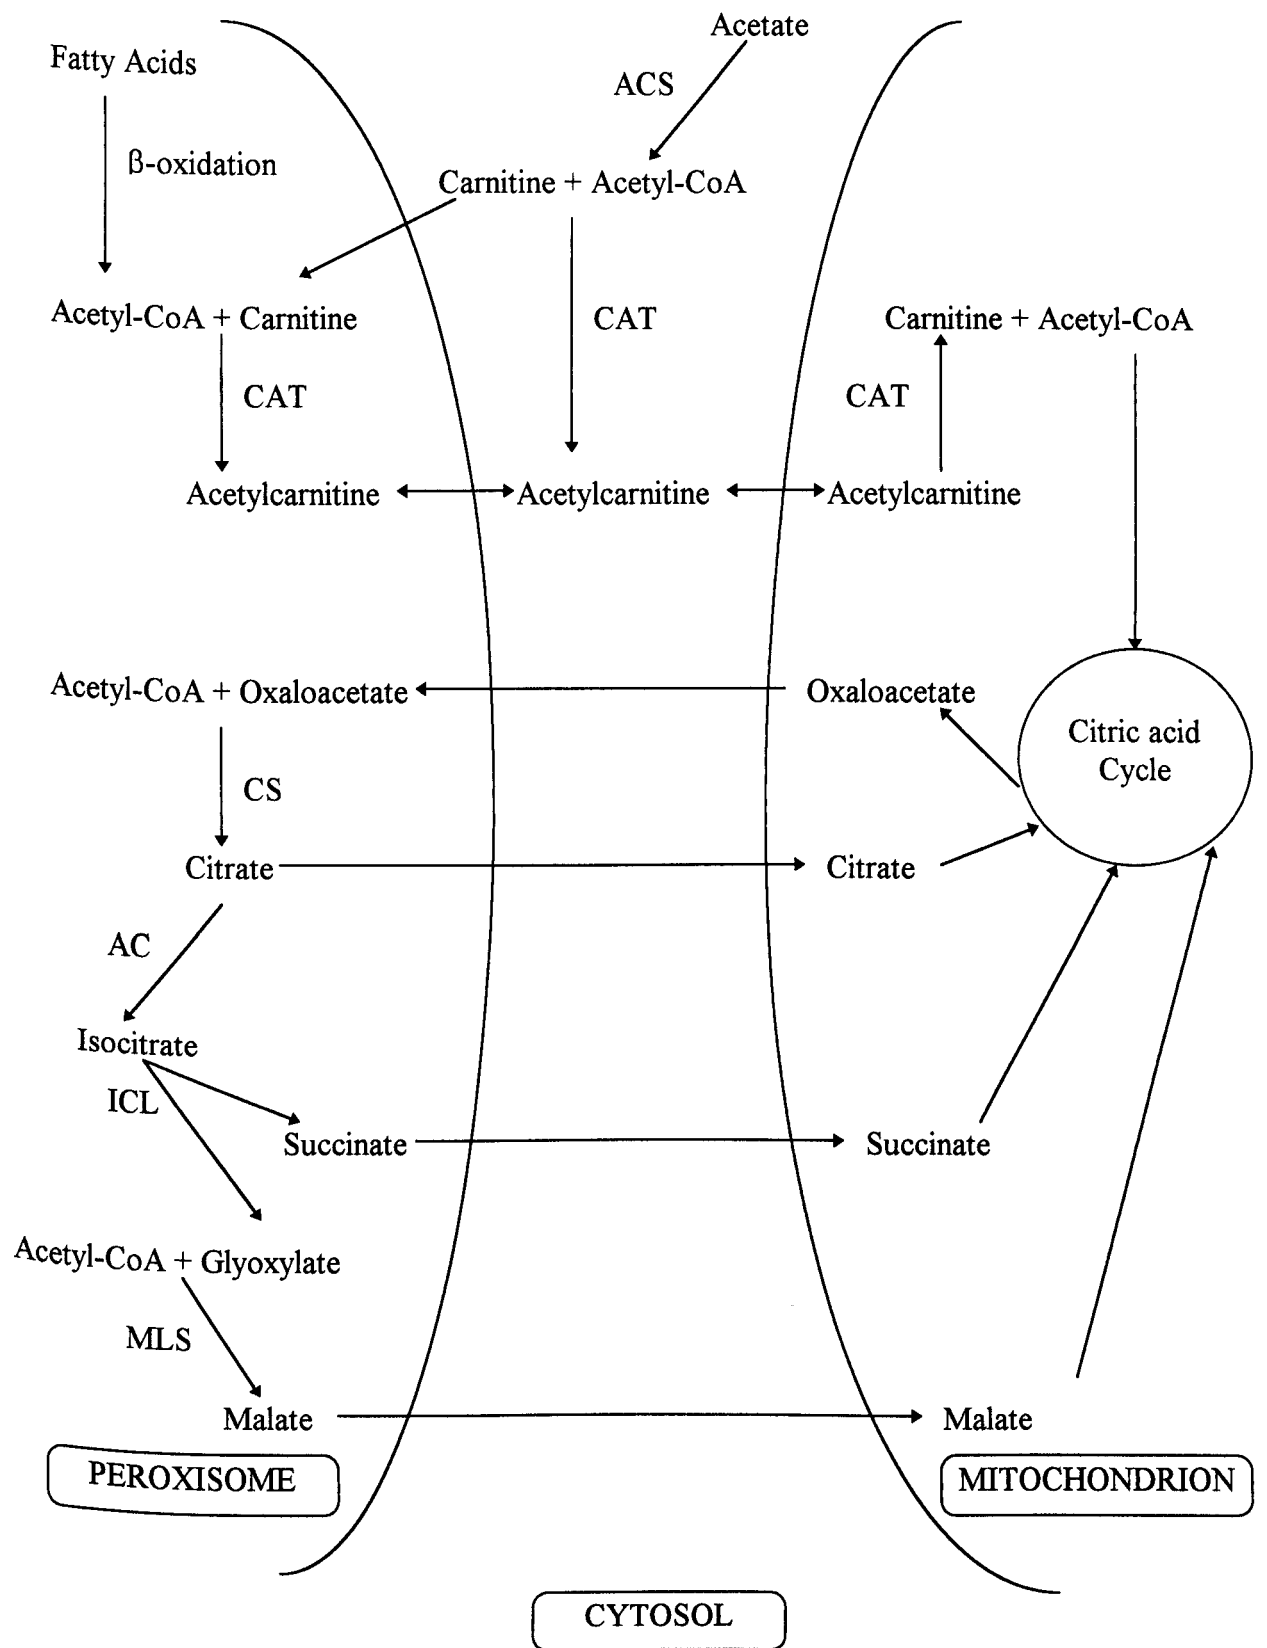 Acetate
Fatty Acids
ACS
β-oxidation
Carnitine + Acetyl-CoA
Acetyl-CoA + Carnitine
CAT
Carnitine + Acetyl-CoA
CAT
CAT
Acetylcarnitine
Acetylcarnitine
Acetylcarnitine
Acetyl-CoA + Oxaloacetate
Oxaloacetate
Citric acid
Cycle
CS
Citrate
Citrate
AC
Isocitrate
ICL
Succinate
Succinate
Acetyl-CoA + Glyoxylate
MLS
Malate
Malate
PEROXISOME
MITOCHONDRION
CYTOSOL